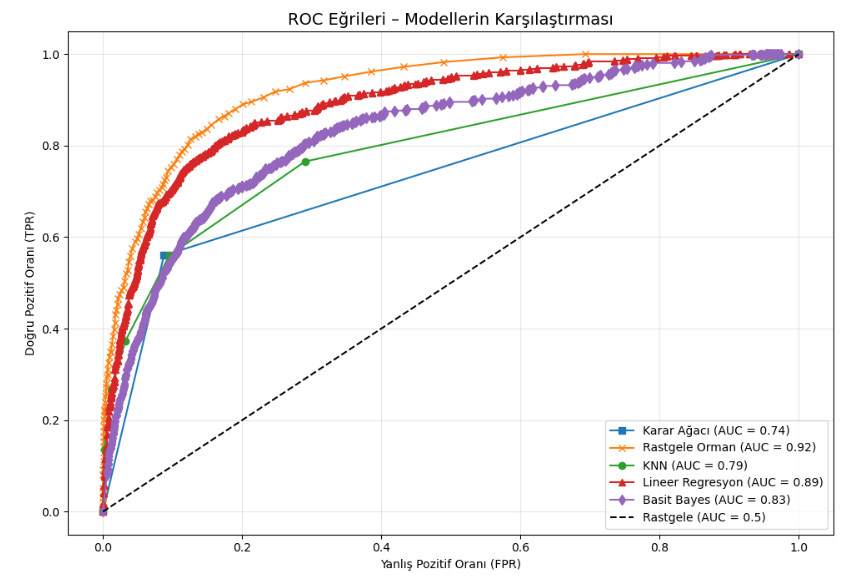 ROC Eğrileri – Modellerin Karşılaştırması
Doğru Pozitif Oranı (TPR)
1.0
0.8
0.6
0.4
0.2
0.0
0.0 0.2 0.4 0.6 0.8 1.0
Yanlış Pozitif Oranı (FPR)
Karar Ağacı (AUC = 0.74)
Rastgele Orman (AUC = 0.92)
KNN (AUC = 0.79)
Lineer Regresyon (AUC = 0.89)
Basit Bayes (AUC = 0.83)
Rastgele (AUC = 0.5)